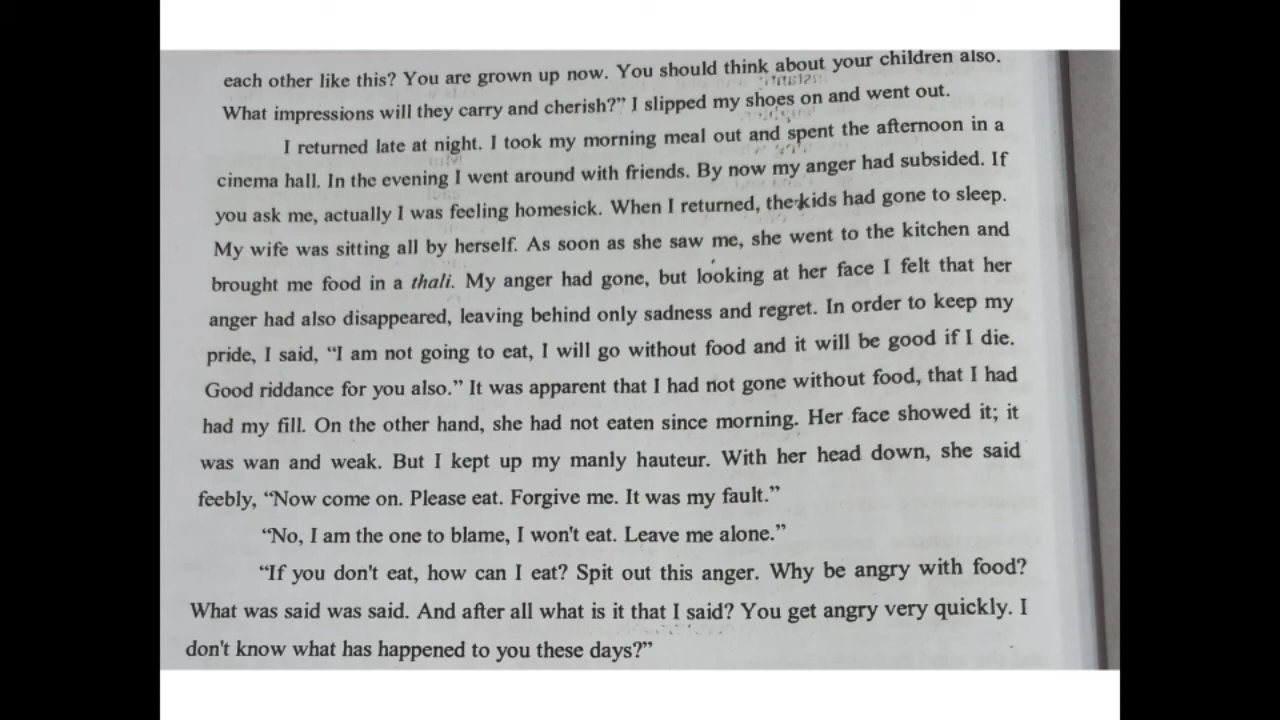 each other like this? You are grown up now. You should think about your children also.
What impressions will they carry and cherish?” I slipped my shoes on and went out.
I returned late at night. I took my morning meal out and spent the afternoon in a
cinema hall. In the evening I went around with friends. By now my anger had subsided. If
you ask me, actually I was feeling homesick. When I returned, the kids had gone to sleep.
My wife was sitting all by herself. As soon as she saw me, she went to the kitchen and
brought me food in a thali. My anger had gone, but looking at her face I felt that her
anger had also disappeared, leaving behind only sadness and regret. In order to keep my
pride, I said, “I am not going to eat, I will go without food and it will be good if I die.
Good riddance for you also.” It was apparent that I had not gone without food, that I had
had my fill. On the other hand, she had not eaten since morning. Her face showed it; it
was wan and weak. But I kept up my manly hauteur. With her head down, she said
feebly, “Now come on. Please eat. Forgive me. It was my fault.”
“No, I am the one to blame, I won't eat. Leave me alone.”
“If you don't eat, how can I eat? Spit out this anger. Why be angry with food?
What was said was said. And after all what is it that I said? You get angry very quickly. I
don't know what has happened to you these days?”